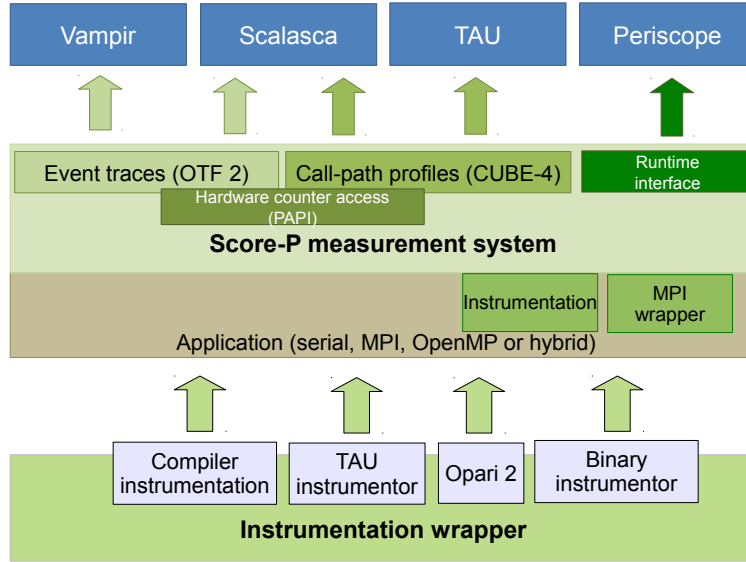 Vampir
Scalasca
TAU
Periscope
Event traces (OTF 2)
Call-path profiles (CUBE-4)
Runtime
interface
Hardware counter access
(PAPI)
Score-P measurement system
Instrumentation
MPI
wrapper
Application (serial, MPI, OpenMP or hybrid)
Compiler
instrumentation
TAU
instrumentor
Opari 2
Binary
instrumentor
Instrumentation wrapper